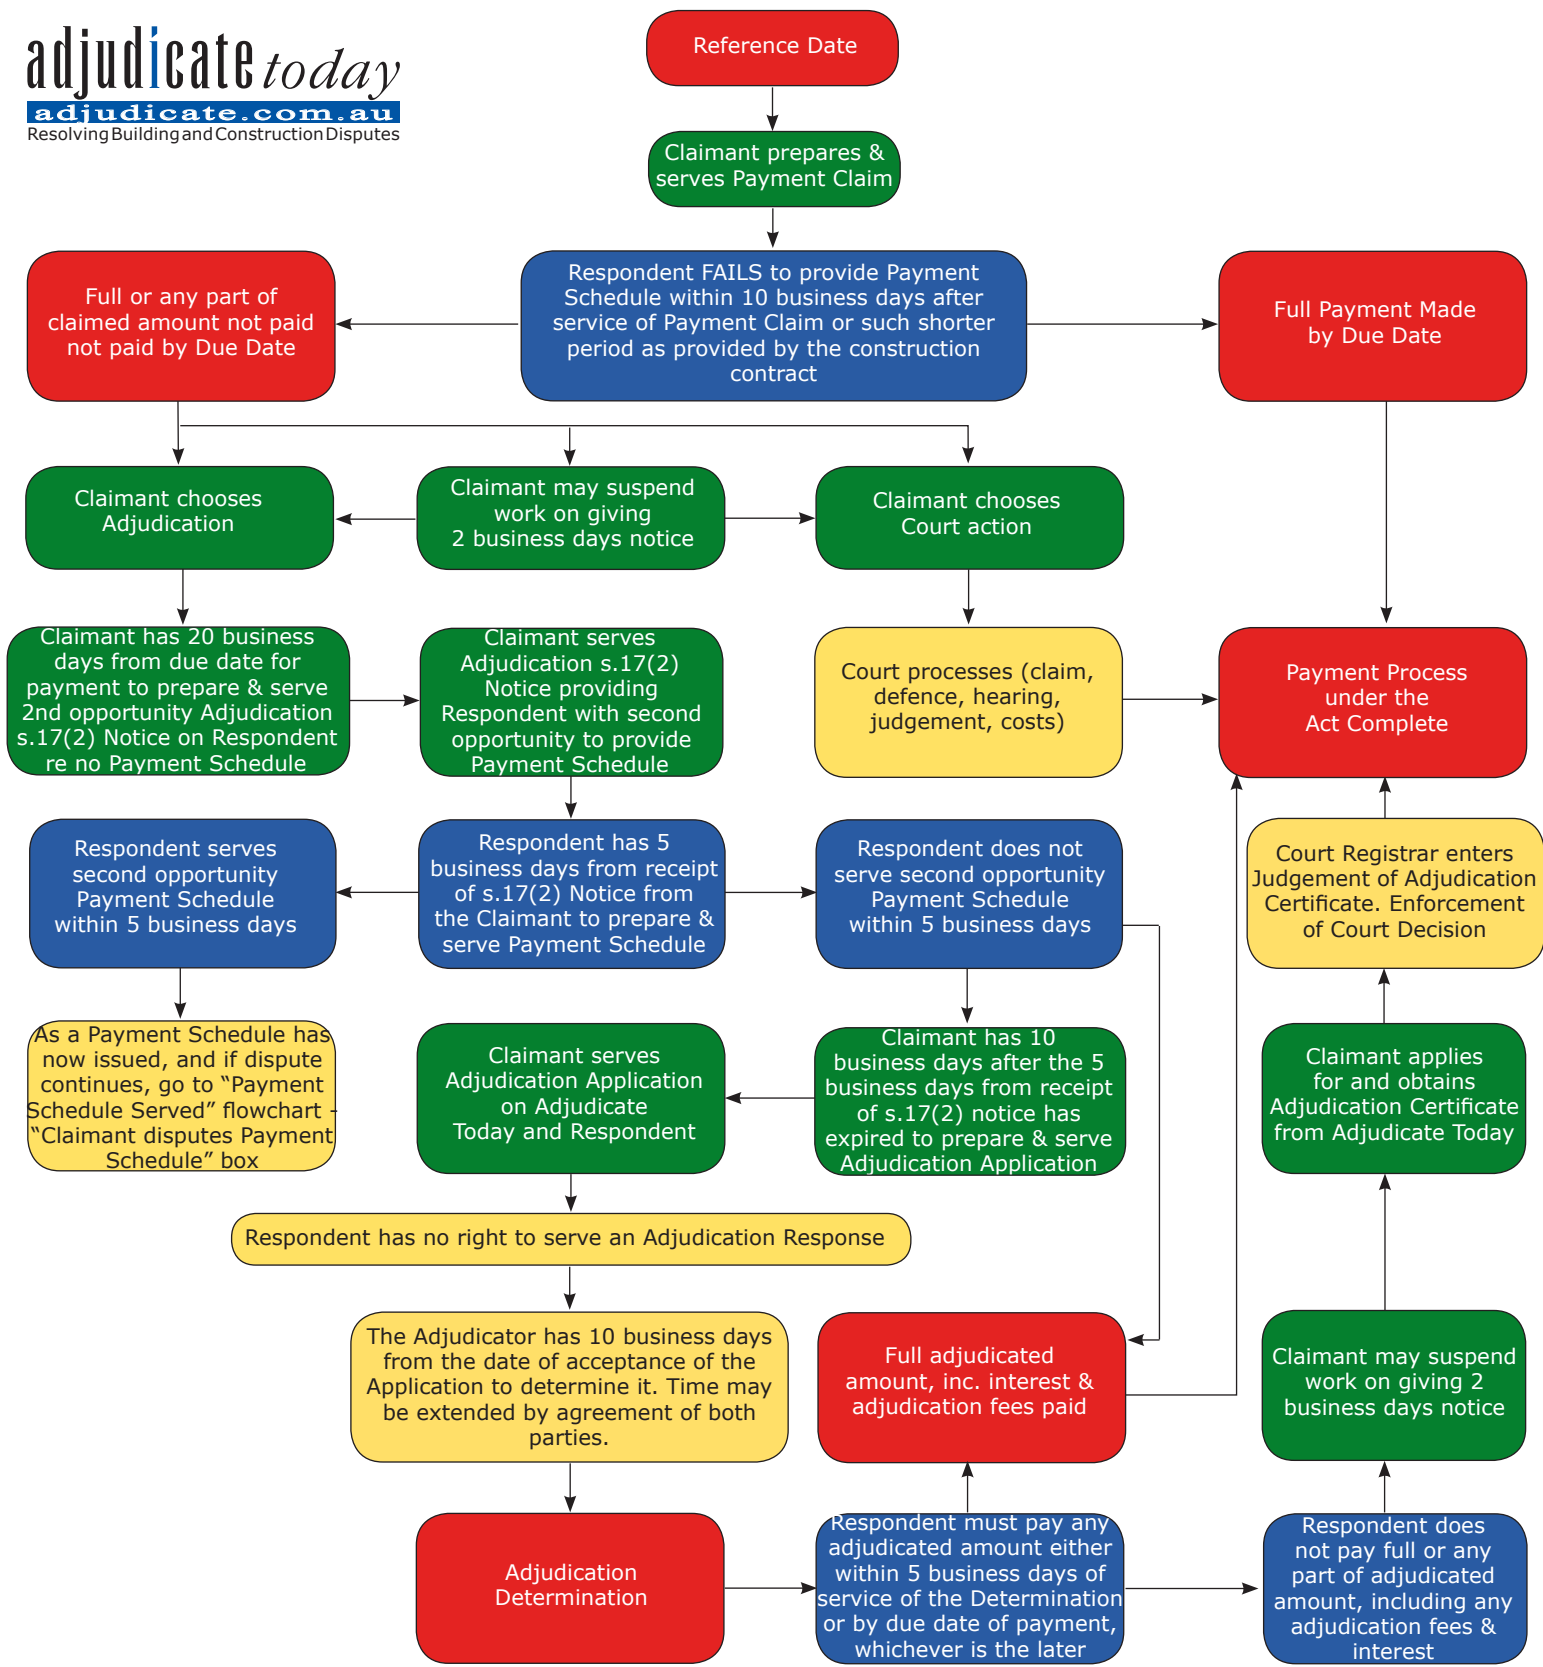 adjudicate today
adjudicate.com.au
Resolving Building and Construction Disputes
Reference Date
Claimant prepares &
serves Payment Claim
Full or any part of
claimed amount not paid
not paid by Due Date
Respondent FAILS to provide Payment
Schedule within 10 business days after
service of Payment Claim or such shorter
period as provided by the construction
contract
Full Payment Made
by Due Date
Claimant chooses
Adjudication
Claimant may suspend
work on giving
2 business days notice
Claimant chooses
Court action
Claimant has 20 business
days from due date for
payment to prepare & serve
2nd opportunity Adjudication
s.17(2) Notice on Respondent
re no Payment Schedule
Claimant serves
Adjudication s.17(2)
Notice providing
Respondent with second
opportunity to provide
Payment Schedule
Court processes (claim,
defence, hearing,
judgement, costs)
Payment Process
under the
Act Complete
Respondent serves
second opportunity
Payment Schedule
within 5 business days
Respondent has 5
business days from receipt
of s.17(2) Notice from
the Claimant to prepare &
serve Payment Schedule
Respondent does not
serve second opportunity
Payment Schedule
within 5 business days
Court Registrar enters
Judgement of Adjudication
Certificate. Enforcement
of Court Decision
As a Payment Schedule has
now issued, and if dispute
continues, go to “Payment
Schedule Served” flowchart -
“Claimant disputes Payment
Schedule” box
Claimant serves
Adjudication Application
on Adjudicate
Today and Respondent
Claimant has 10
business days after the 5
business days from receipt
of s.17(2) notice has
expired to prepare & serve
Adjudication Application
Claimant applies
for and obtains
Adjudication Certificate
from Adjudicate Today
Respondent has no right to serve an Adjudication Response
The Adjudicator has 10 business days
from the date of acceptance of the
Application to determine it. Time may
be extended by agreement of both
parties.
Full adjudicated
amount, inc. interest &
adjudication fees paid
Claimant may suspend
work on giving 2
business days notice
Adjudication
Determination
Respondent must pay any
adjudicated amount either
within 5 business days of
service of the Determination
or by due date of payment,
whichever is the later
Respondent does
not pay full or any
part of adjudicated
amount, including any
adjudication fees &
interest